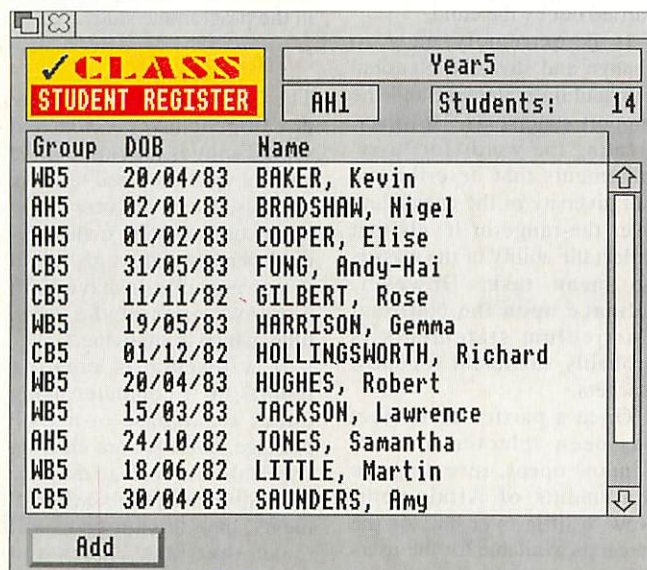 ✓CLASS
STUDENT REGISTER
Year5
AH1
Students: 14
Group DOB Name
WB5 20/04/83 BAKER, Kevin
AH5 02/01/83 BRADSHAW, Nigel
AH5 01/02/83 COOPER, Elise
CB5 31/05/83 FUNG, Andy-Hai
CB5 11/11/82 GILBERT, Rose
WB5 19/05/83 HARRISON, Gemma
CB5 01/12/82 HOLLINGSWORTH, Richard
WB5 20/04/83 HUGHES, Robert
WB5 15/03/83 JACKSON, Lawrence
AH5 24/10/82 JONES, Samantha
WB5 18/06/82 LITTLE, Martin
CB5 30/04/83 SAUNDERS, Amy
Add